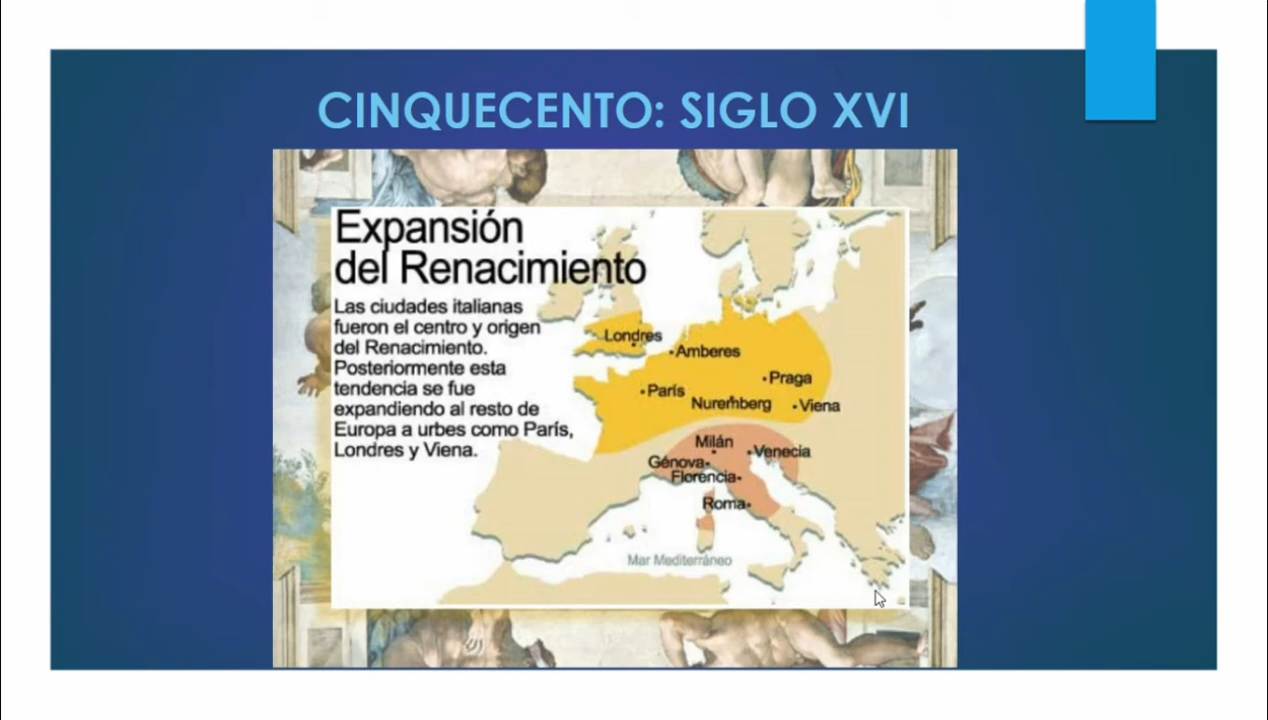 CINQUECENTO: SIGLO XVI
Expansión
del Renacimiento
Las ciudades italianas
fueron el centro y origen
del Renacimiento.
Posteriormente esta
tendencia se fue
expandiendo al resto de
Europa a urbes como París,
Londres y Viena.
Londres
Amberes
Praga
París
Nuremberg
Viena
Milán
Venecia
Génova
Florencia
Roma
Mar Mediterráneo